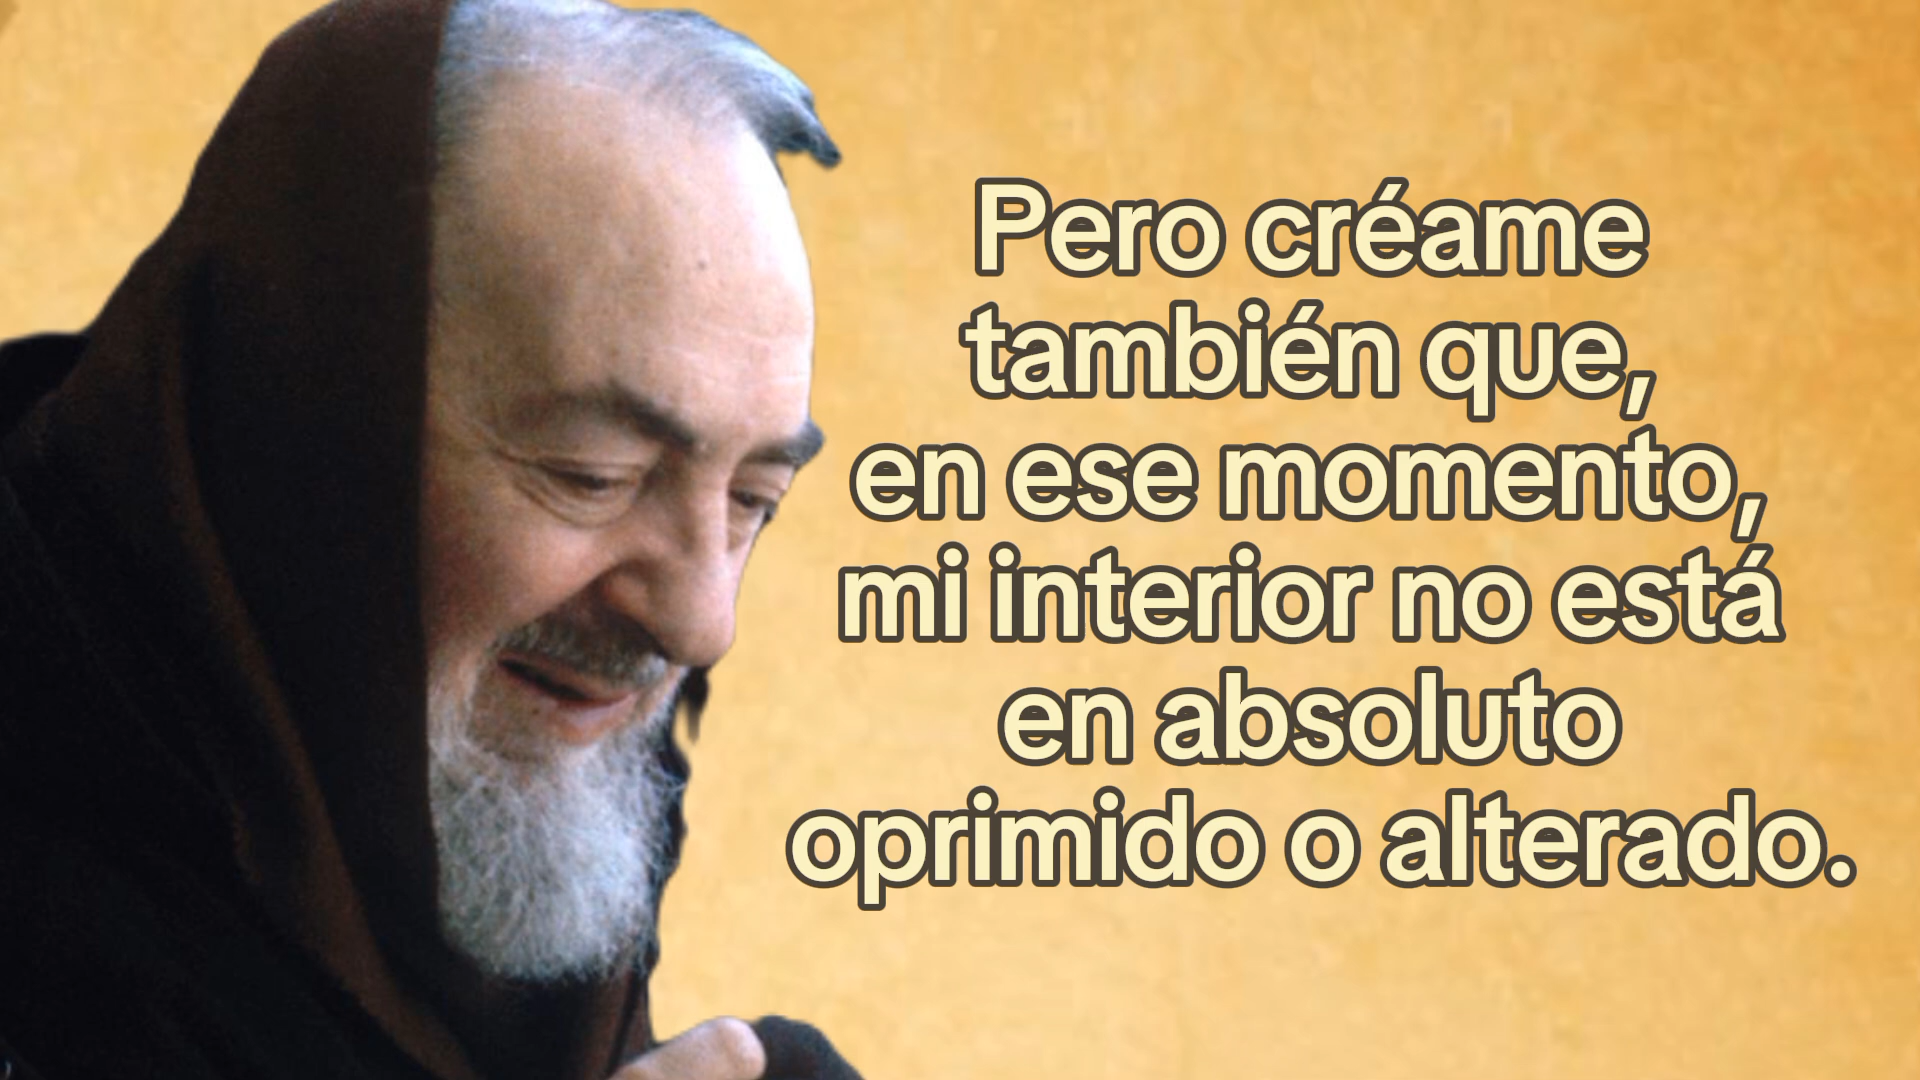 Pero créame
también que,
en ese momento,
mi interior no está
en absoluto
oprimido o alterado.